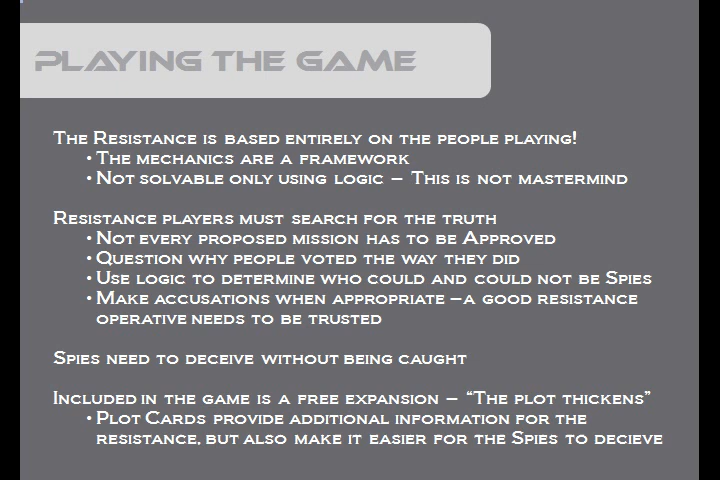 PLAYING THE GAME
The Resistance is based entirely on the people playing!
• The mechanics are a framework
• Not solvable only using logic – This is not mastermind
Resistance players must search for the truth
• Not every proposed mission has to be Approved
• Question why people voted the way they did
• Use logic to determine who could and could not be Spies
• Make accusations when appropriate –a good resistance
operative needs to be trusted
Spies need to deceive without being caught
Included in the game is a free expansion – “The plot thickens”
• Plot Cards provide additional information for the
resistance, but also make it easier for the Spies to decieve